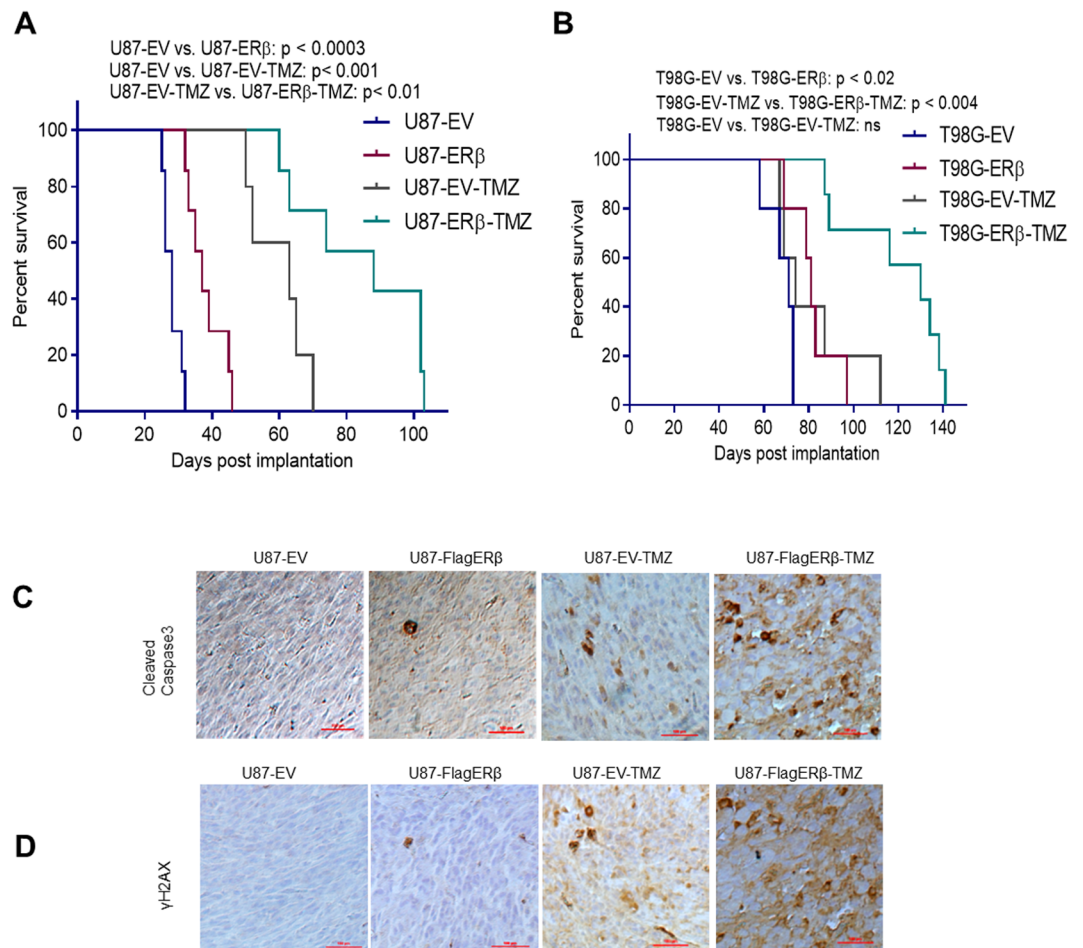 A
U87-EV vs. U87-ERβ: p < 0.0003
U87-EV vs. U87-EV-TMZ: p< 0.001
U87-EV-TMZ vs. U87-ERβ-TMZ: p< 0.01
U87-EV
U87-ERβ
U87-EV-TMZ
U87-ERβ-TMZ
Percent survival
100
80
60
40
20
0
0 20 40 60 80 100
Days post implantation
B
T98G-EV vs. T98G-ERβ: p < 0.02
T98G-EV-TMZ vs. T98G-ERβ-TMZ: p < 0.004
T98G-EV vs. T98G-EV-TMZ: ns
T98G-EV
T98G-ERβ
T98G-EV-TMZ
T98G-ERβ-TMZ
Percent survival
100
80
60
40
20
0
0 20 40 60 80 100 120 140
Days post implantation
C
U87-EV U87-FlagERβ U87-EV-TMZ U87-FlagERβ-TMZ
Cleaved
Caspase3
D
U87-EV U87-FlagERβ U87-EV-TMZ U87-FlagERβ-TMZ
γH2AX